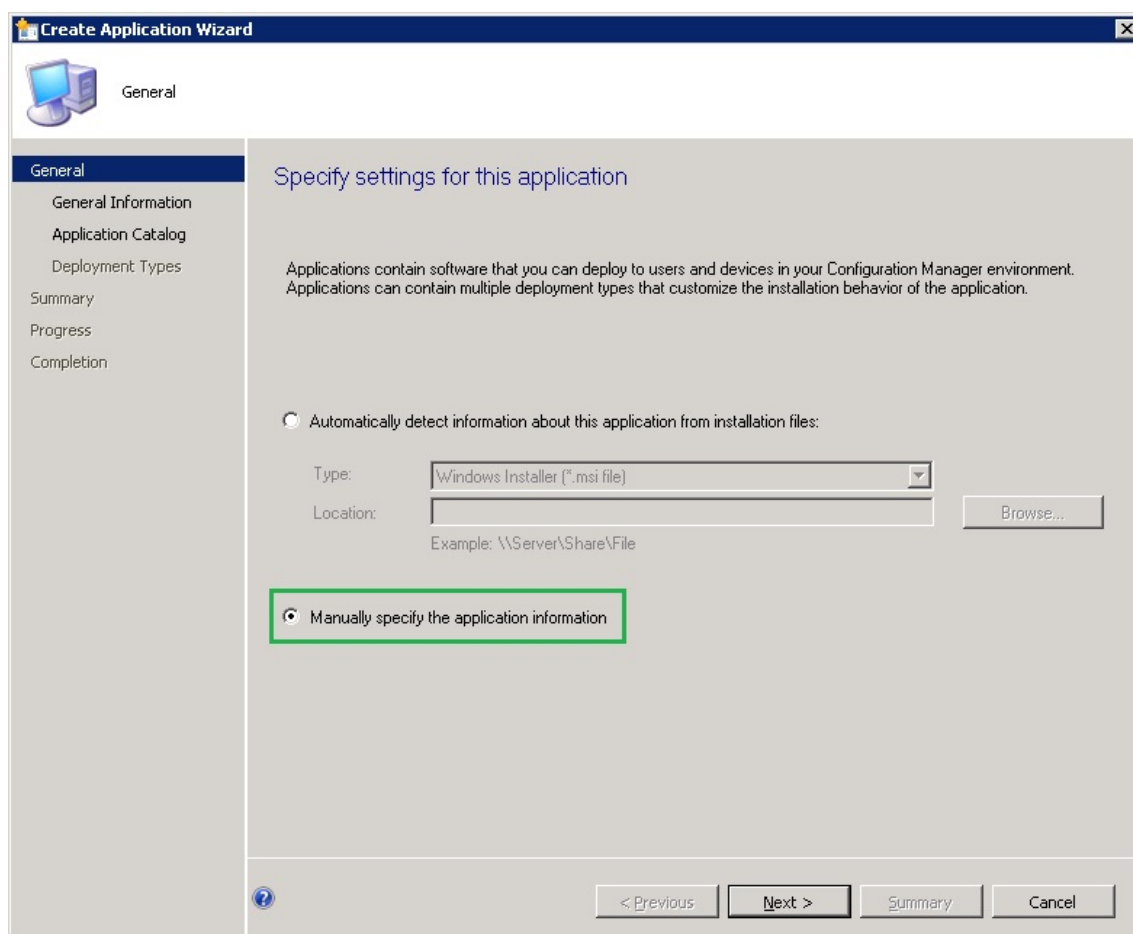 Create Application Wizard
General
General
General Information
Application Catalog
Deployment Types
Summary
Progress
Completion
Specify settings for this application
Applications contain software that you can deploy to users and devices in your Configuration Manager environment.
Applications can contain multiple deployment types that customize the installation behavior of the application.
Automatically detect information about this application from installation files:
Type:
Windows Installer (*.msi file)
Location:
Browse...
Example: \\Server\Share\File
Manually specify the application information
< Previous
Next >
Summary
Cancel